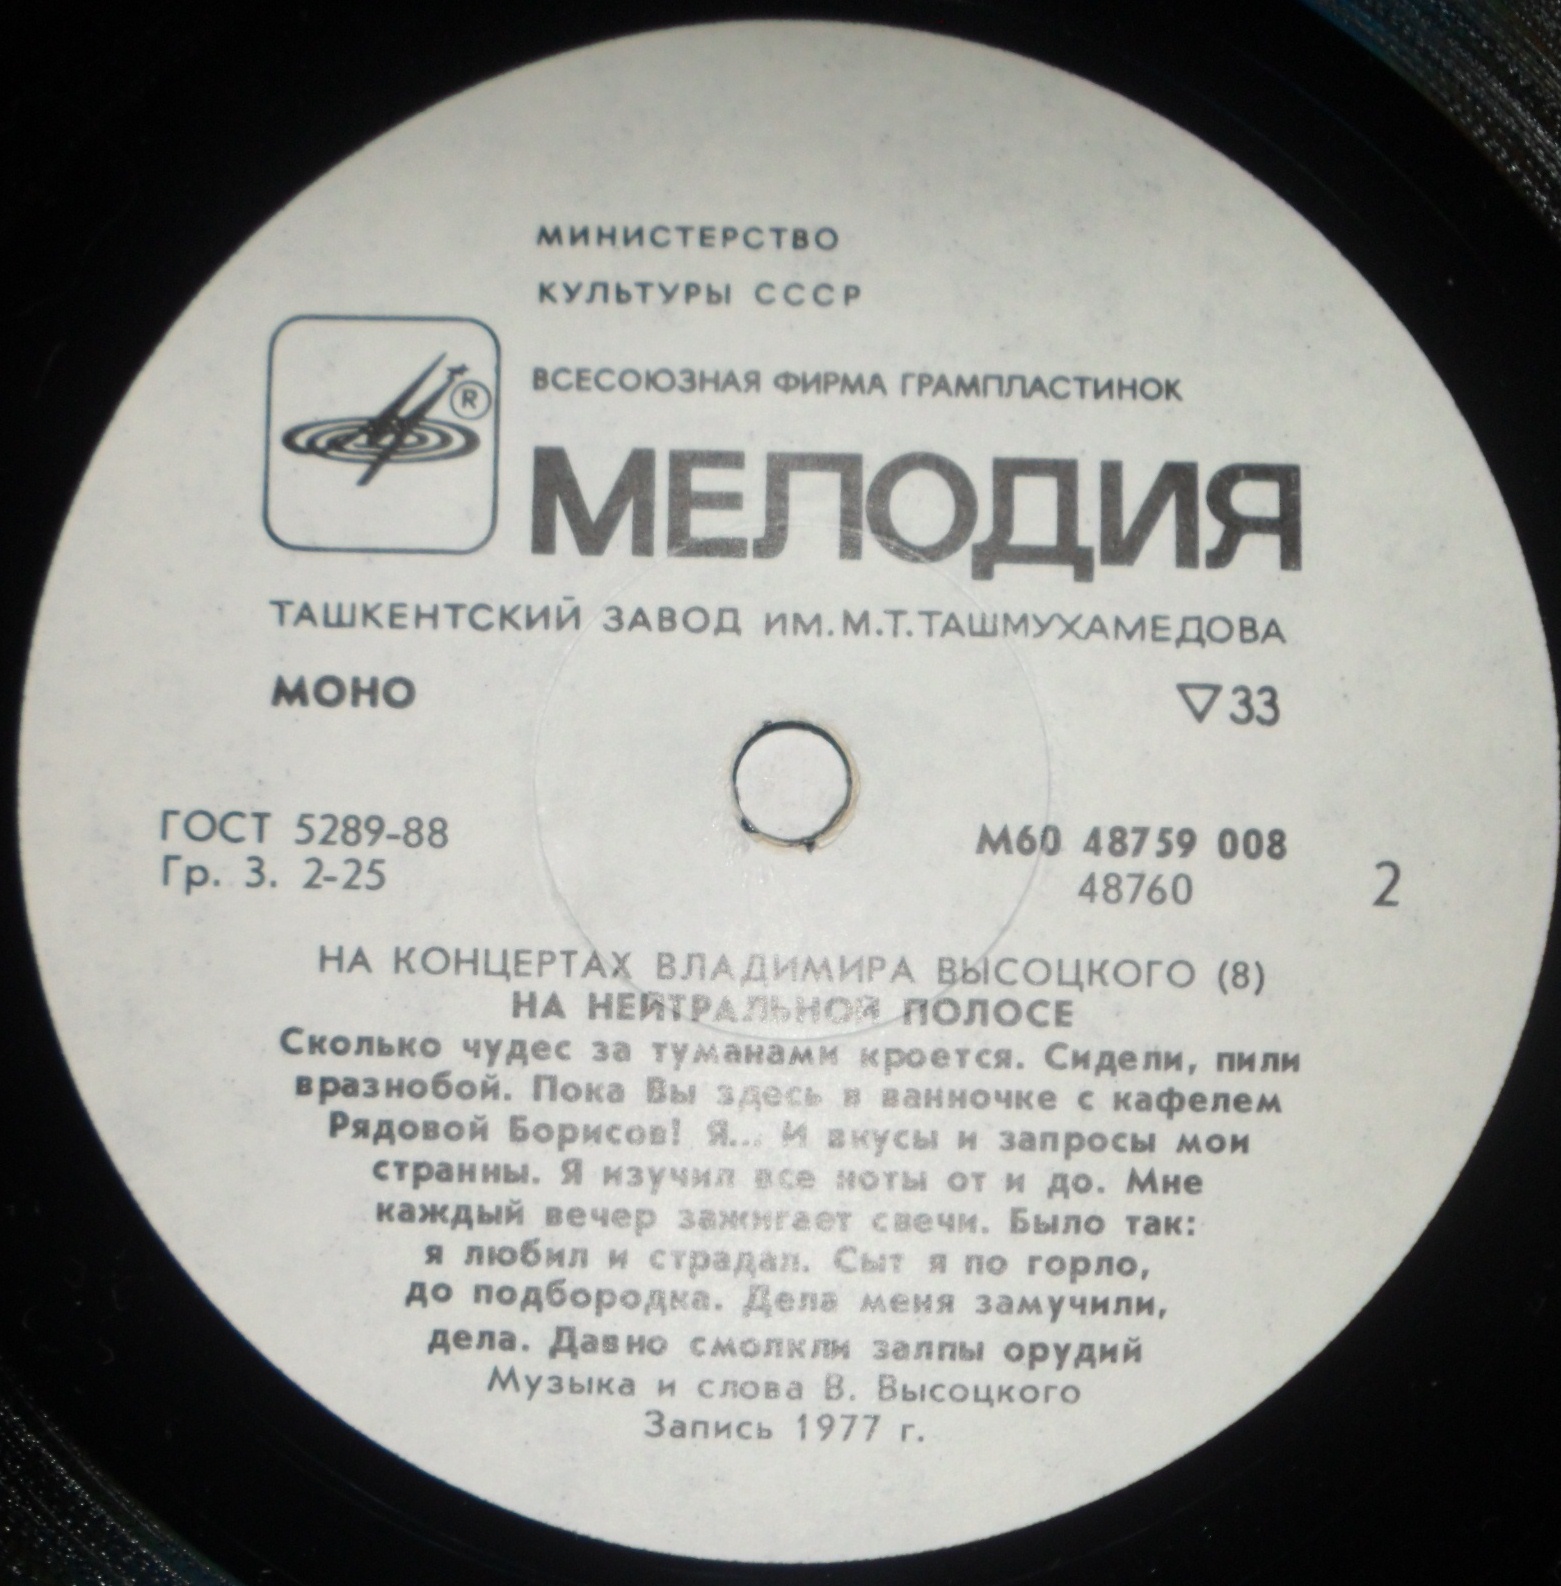 МИНИСТЕРСТВО
КУЛЬТУРЫ СССР
ВСЕСОЮЗНАЯ ФИРМА ГРАМПЛАСТИНОК
R
МЕЛОДИЯ
ТАШКЕНТСКИЙ ЗАВОД ИМ.М.Т.ТАШМУХАМЕДОВА
МОНО
▽33
ГОСТ 5289-88
Гр. 3. 2-25
М60 48759 008
48760
2
НА КОНЦЕРТАХ ВЛАДИМИРА ВЫСОЦКОГО (8)
НА НЕЙТРАЛЬНОЙ ПОЛОСЕ
Сколько чудес за туманами кроется. Сидели, пили
вразнобой. Пока Вы здесь в ванночке с кафелем
Рядовой Борисов! Я... И вкусы и запросы мои
странны. Я изучил все ноты от и до. Мне
каждый вечер зажигает свечи. Было так:
я любил и страдал. Сыт я по горло,
до подбородка. Дела меня замучили,
дела. Давно смолкли залпы орудий
Музыка и слова В. Высоцкого
Запись 1977 г.